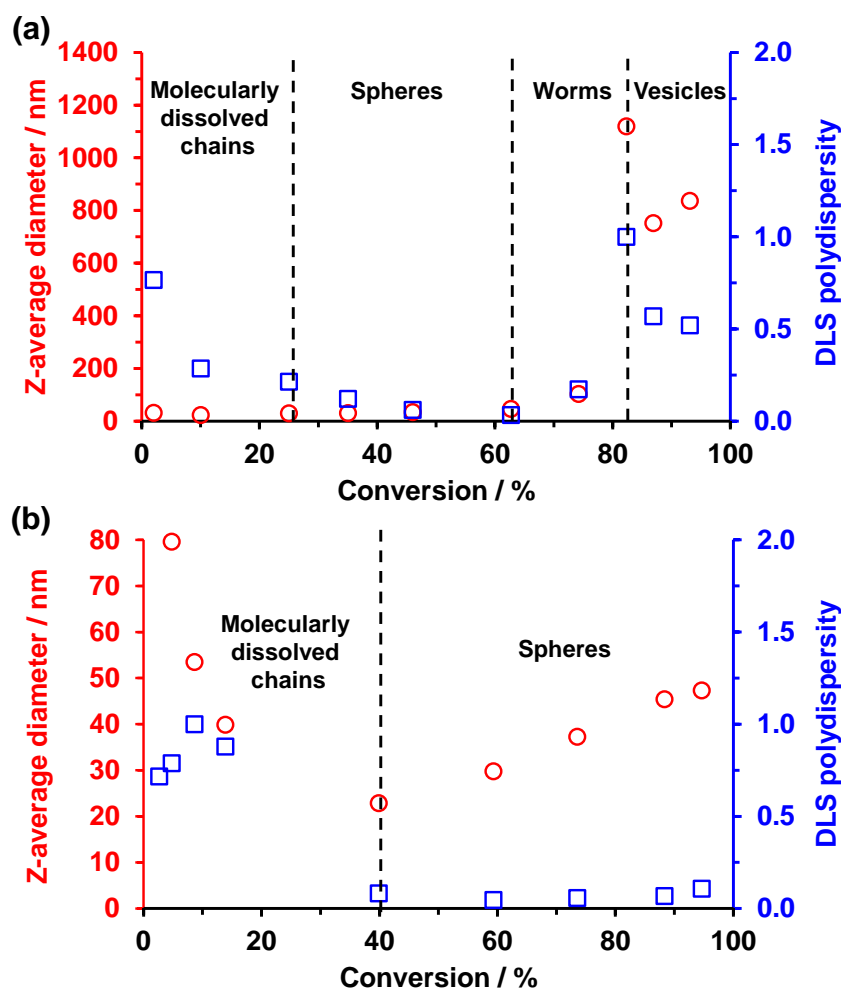 (a)
Z-average diameter / nm
1400
1200
1000
800
600
400
200
0
Molecularly
dissolved
chains
Spheres
Worms
Vesicles
2.0
1.5
1.0
0.5
0.0
DLS polydispersity
0
20
40
60
80
100
Conversion / %
(b)
Z-average diameter / nm
80
70
60
50
40
30
20
10
0
Molecularly
dissolved
chains
Spheres
2.0
1.5
1.0
0.5
0.0
DLS polydispersity
0
20
40
60
80
100
Conversion / %